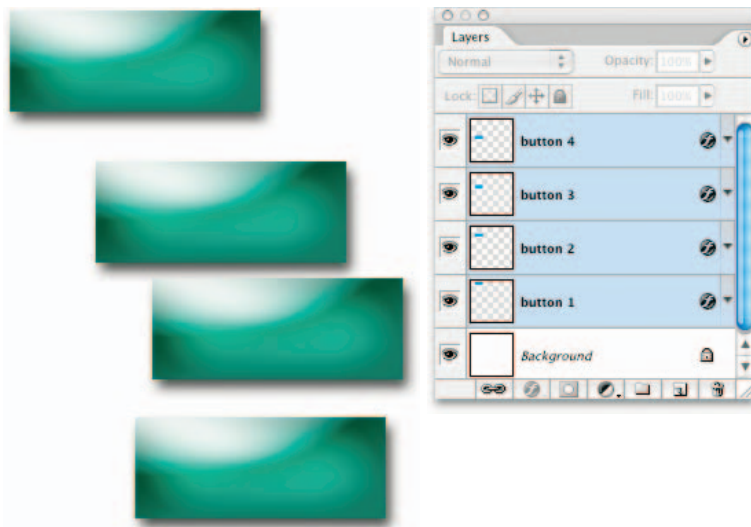 Layers
Normal Opacity: 100%
Lock: Fill: 100%
button 4
button 3
button 2
button 1
Background